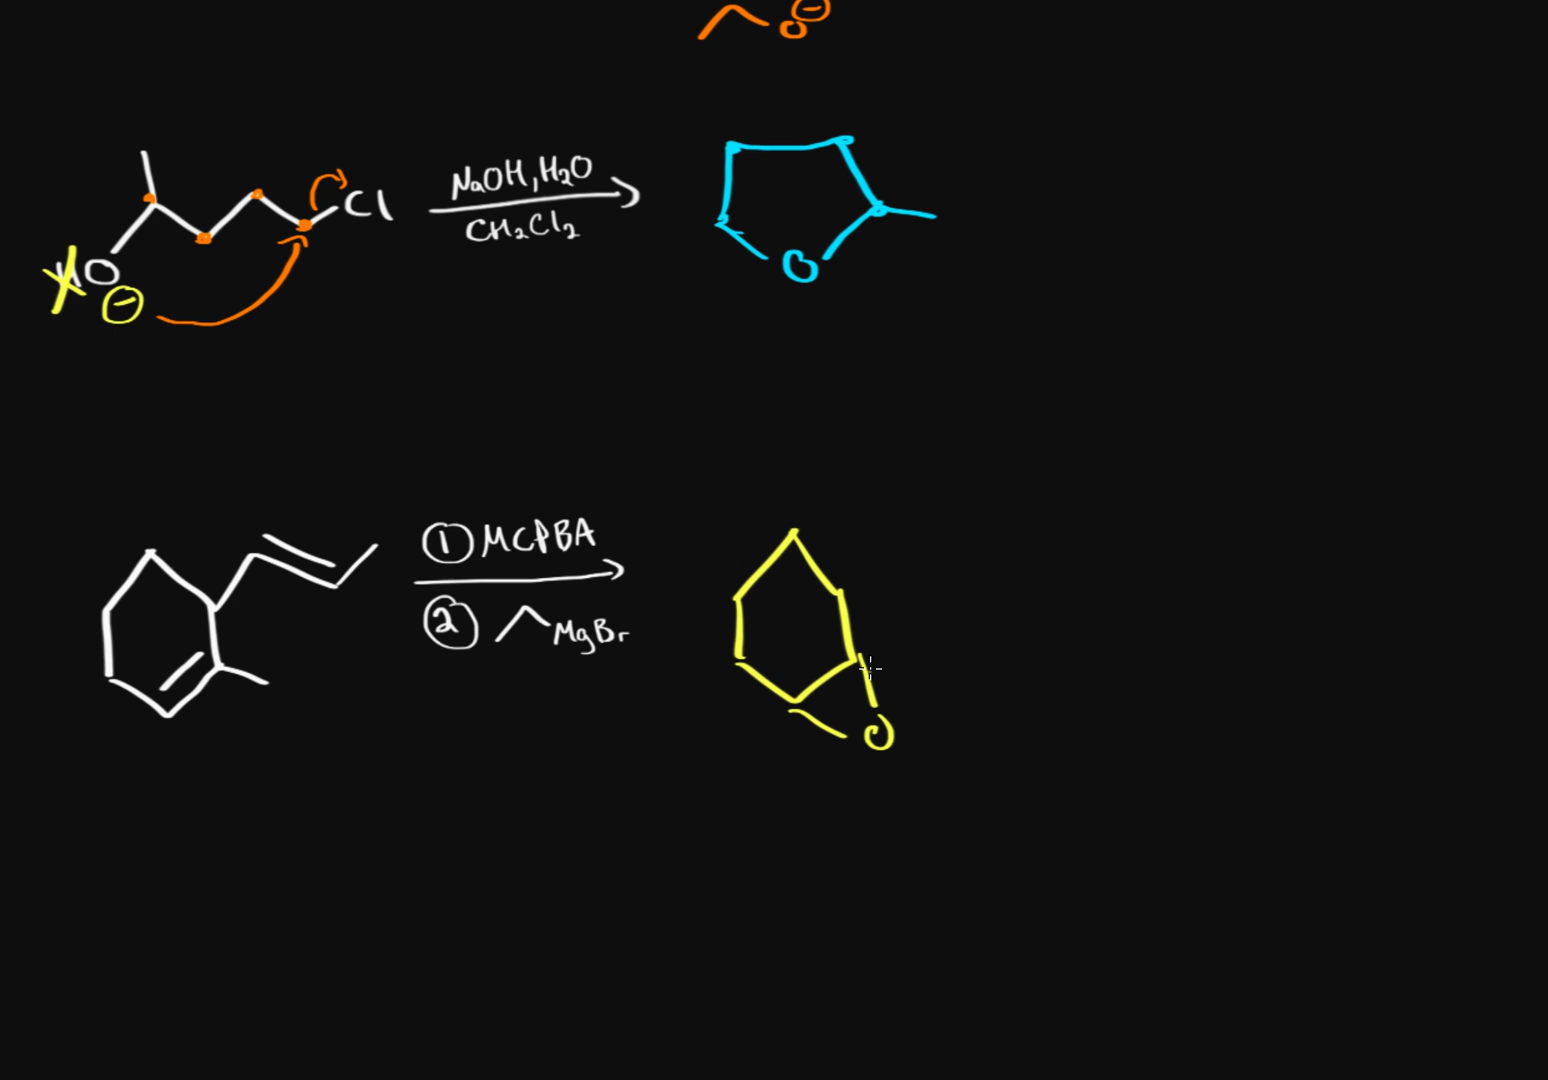 O⊖
Cl
NaOH, H₂O
CH₂Cl₂
HO
⊖
O
① MCPBA
② MgBr
O